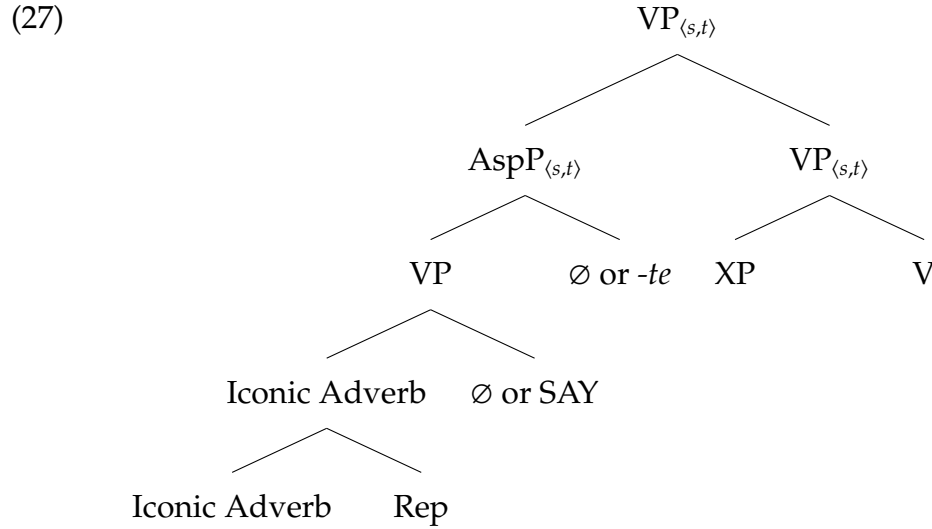 (27) VP⟨s,t⟩
AspP⟨s,t⟩ VP⟨s,t⟩
VP ∅ or -te XP V
Iconic Adverb ∅ or SAY
Iconic Adverb Rep